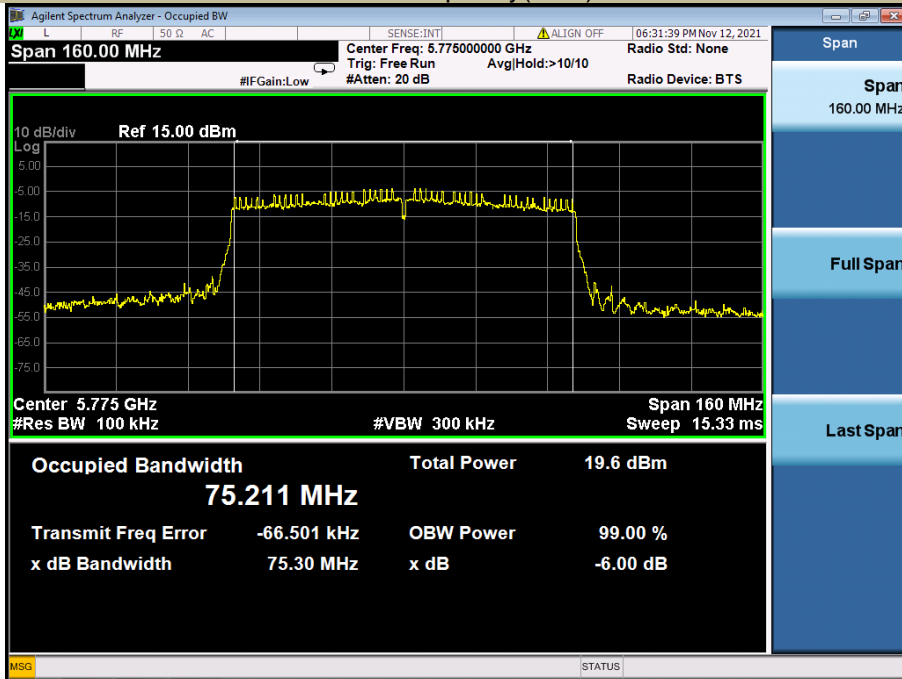 Agilent Spectrum Analyzer - Occupied BW
LXI L RF 50 Ω AC SENSE:INT ALIGN OFF 06:31:39 PM Nov 12, 2021
Span 160.00 MHz
Center Freq: 5.775000000 GHz Radio Std: None
Trig: Free Run Avg|Hold:>10/10
#IFGain:Low #Atten: 20 dB Radio Device: BTS
10 dB/div Ref 15.00 dBm
Log
5.00
-5.00
-15.0
-25.0
-35.0
-45.0
-55.0
-65.0
-75.0
Center 5.775 GHz Span 160 MHz
#Res BW 100 kHz #VBW 300 kHz Sweep 15.33 ms
Occupied Bandwidth Total Power 19.6 dBm
75.211 MHz
Transmit Freq Error -66.501 kHz OBW Power 99.00 %
x dB Bandwidth 75.30 MHz x dB -6.00 dB
MSG STATUS
Span
Span
160.00 MHz
Full Span
Last Span